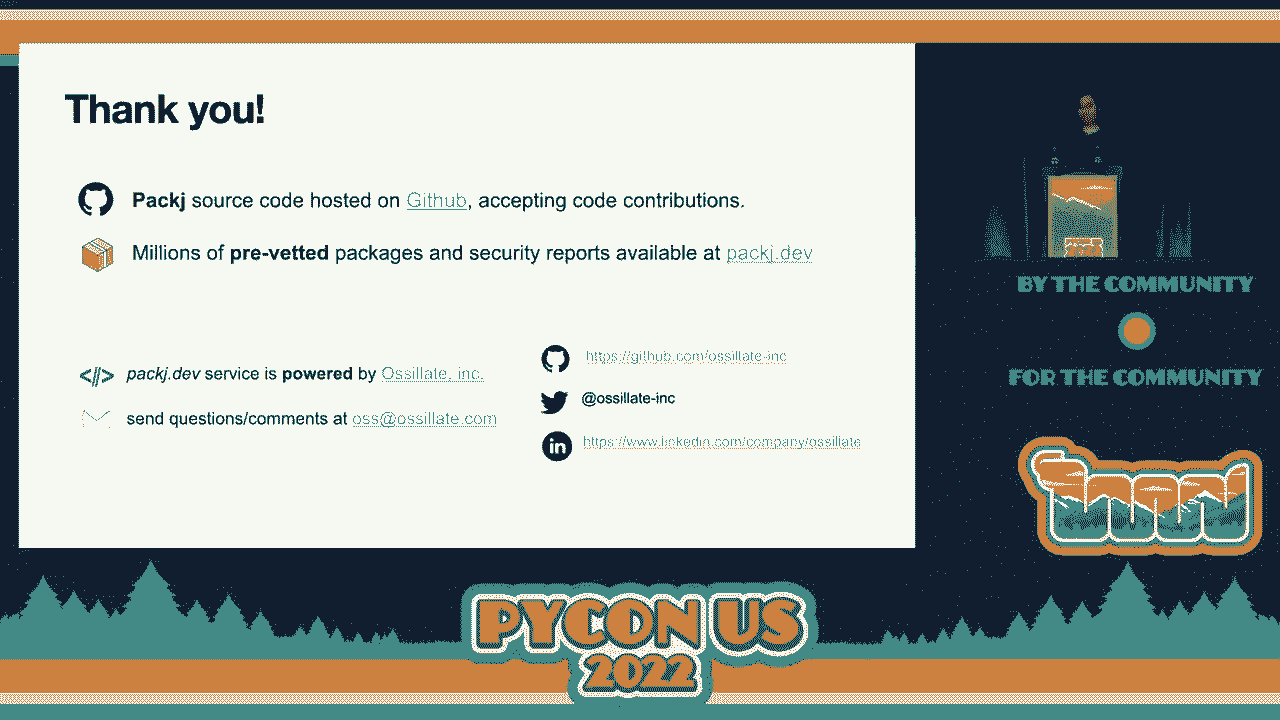 Thank you!
Packj source code hosted on Github, accepting code contributions.
Millions of pre-vetted packages and security reports available at packj.dev
packj.dev service is powered by Ossillate, inc.
send questions/comments at oss@ossillate.com
https://github.com/ossillate-inc
@ossillate-inc
https://www.linkedin.com/company/ossillate
BY THE COMMUNITY
FOR THE COMMUNITY
PYCON US
2022